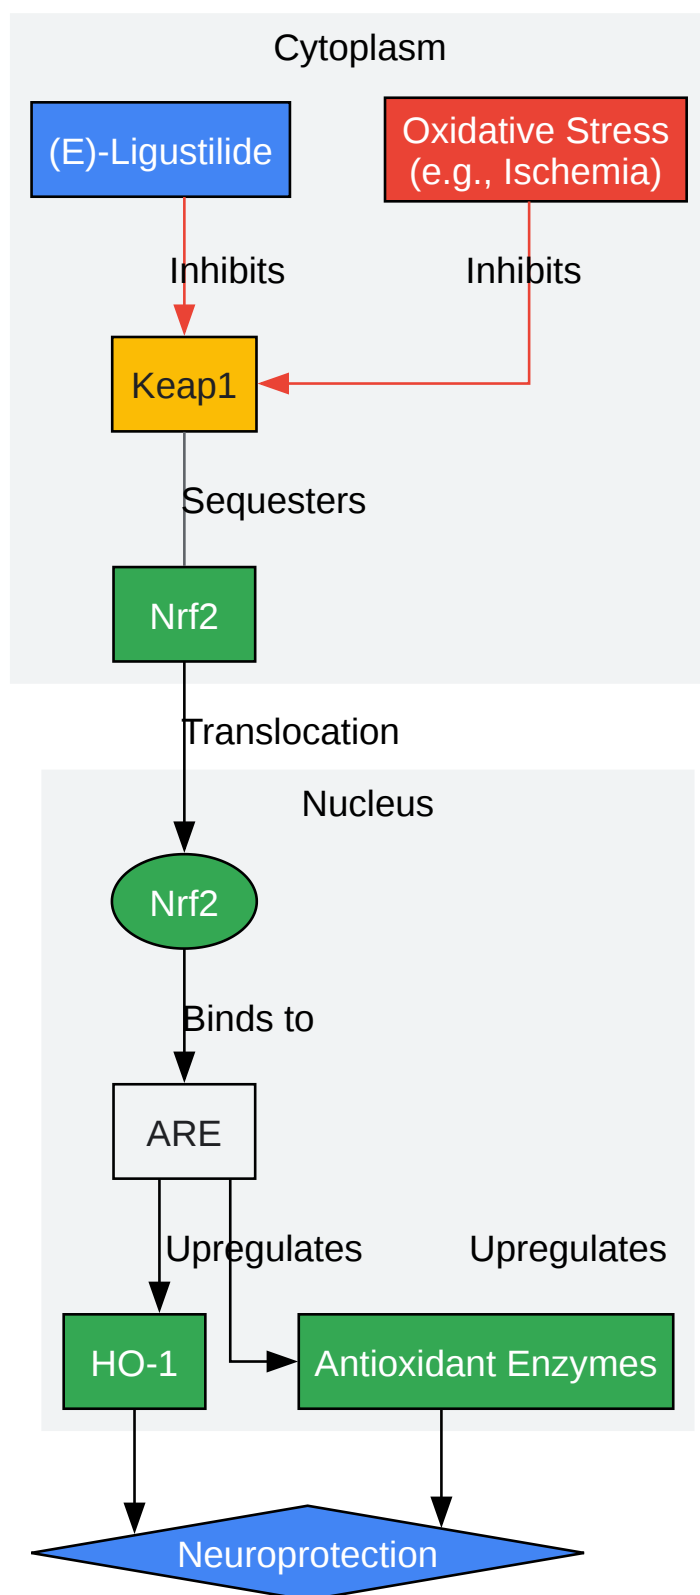 Cytoplasm
(E)-Ligustilide
Oxidative Stress
(e.g., Ischemia)
Inhibits
Inhibits
Keap1
Sequesters
Nrf2
Translocation
Nucleus
Nrf2
Binds to
ARE
Upregulates
Upregulates
HO-1
Antioxidant Enzymes
Neuroprotection